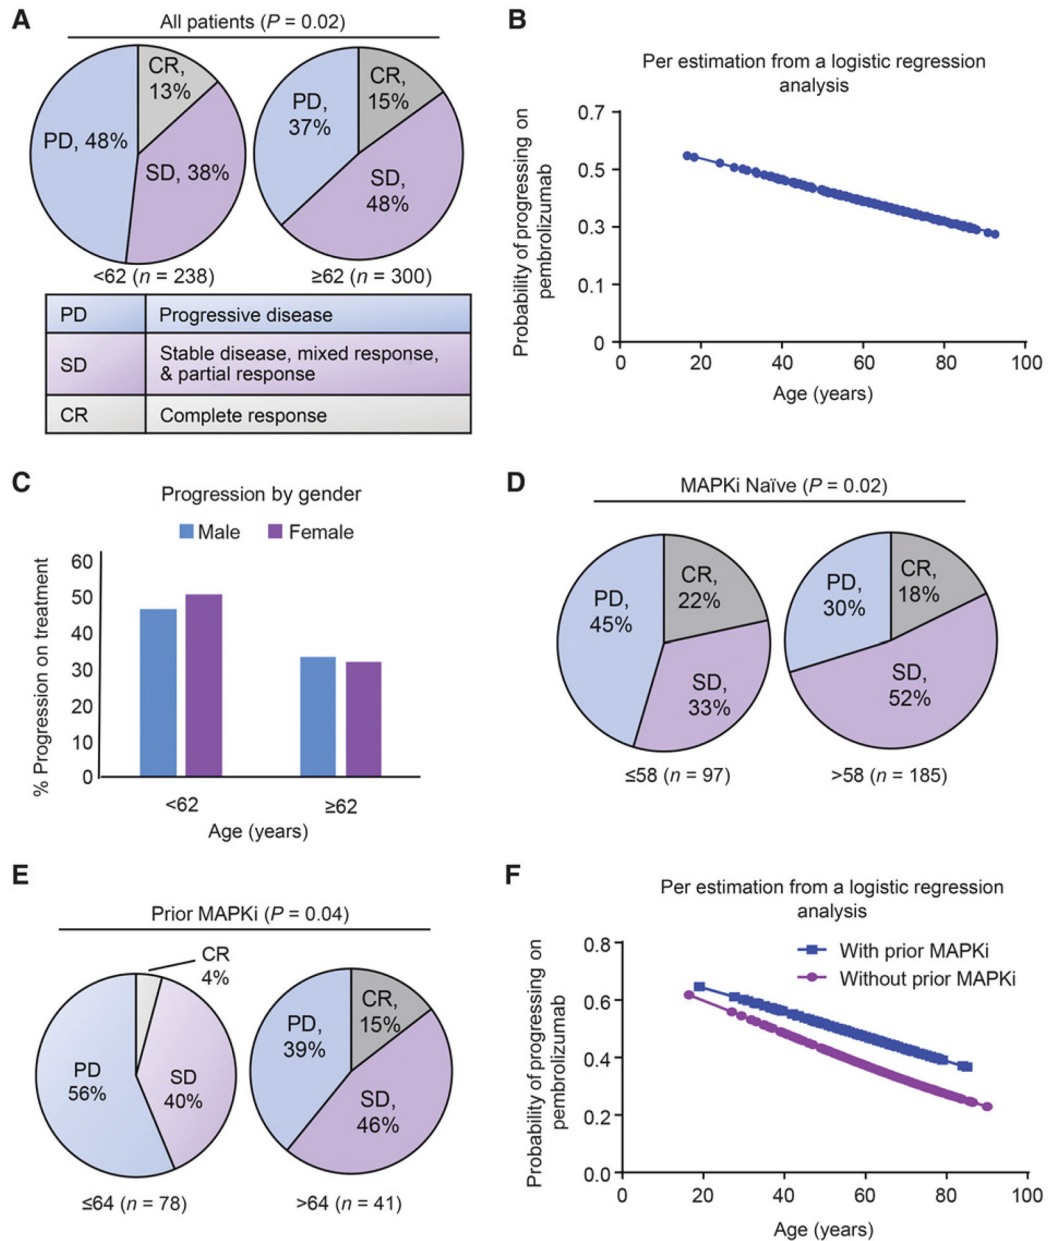 A
All patients (P = 0.02)
CR,
13%
PD, 48%
SD, 38%
<62 (n = 238)
CR,
15%
PD,
37%
SD,
48%
≥62 (n = 300)
PD Progressive disease
SD Stable disease, mixed response,
& partial response
CR Complete response
B
Per estimation from a logistic regression
analysis
Probability of progressing on
pembrolizumab
0.7
0.5
0.3
0.1
0
0 20 40 60 80 100
Age (years)
C
Progression by gender
Male Female
% Progression on treatment
60
50
40
30
20
10
0
<62 ≥62
Age (years)
D
MAPKi Naïve (P = 0.02)
CR,
22%
PD,
45%
SD,
33%
≤58 (n = 97)
CR,
18%
PD,
30%
SD,
52%
>58 (n = 185)
E
Prior MAPKi (P = 0.04)
CR
4%
PD
56%
SD
40%
≤64 (n = 78)
CR,
15%
PD,
39%
SD,
46%
>64 (n = 41)
F
Per estimation from a logistic regression
analysis
With prior MAPKi
Without prior MAPKi
Probability of progressing on
pembrolizumab
0.8
0.6
0.4
0.2
0.0
0 20 40 60 80 100
Age (years)